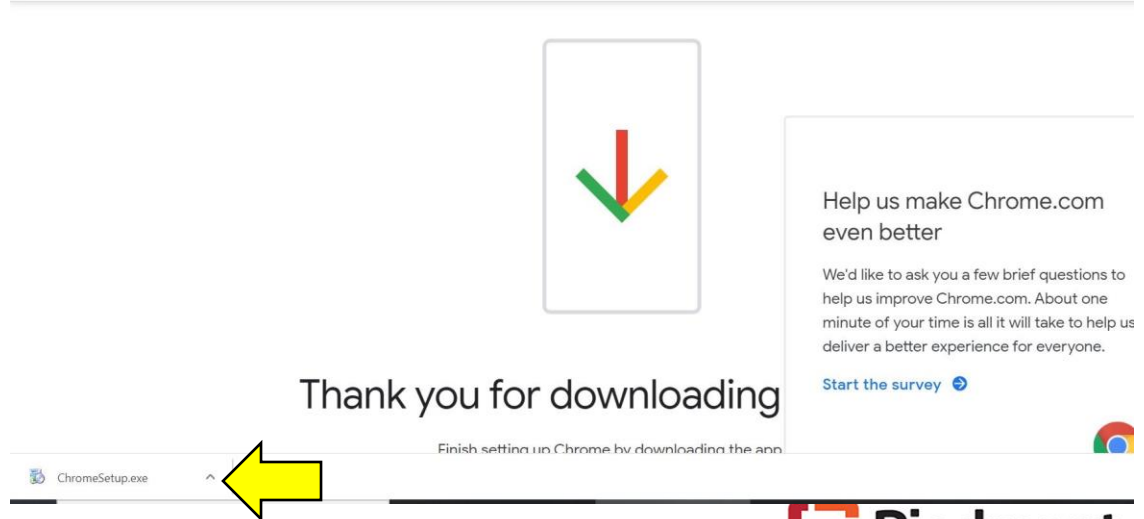 Help us make Chrome.com
even better
We'd like to ask you a few brief questions to
help us improve Chrome.com. About one
minute of your time is all it will take to help us
deliver a better experience for everyone.
Start the survey
Thank you for downloading
Finish setting up Chrome by downloading the app
ChromeSetup.exe